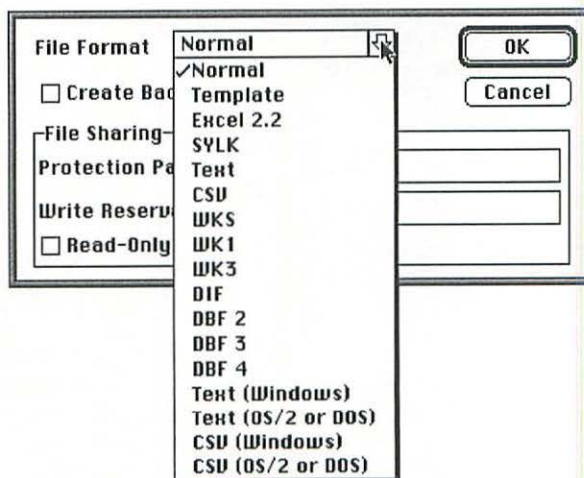 File Format
Normal
OK
Normal
Create Bac
Template
Cancel
Excel 2.2
File Sharing
SYLK
Protection Pa
Text
CSV
Write Reserva
WKS
Read-Only
WK1
WK3
DIF
DBF 2
DBF 3
DBF 4
Text (Windows)
Text (OS/2 or DOS)
CSV (Windows)
CSV (OS/2 or DOS)